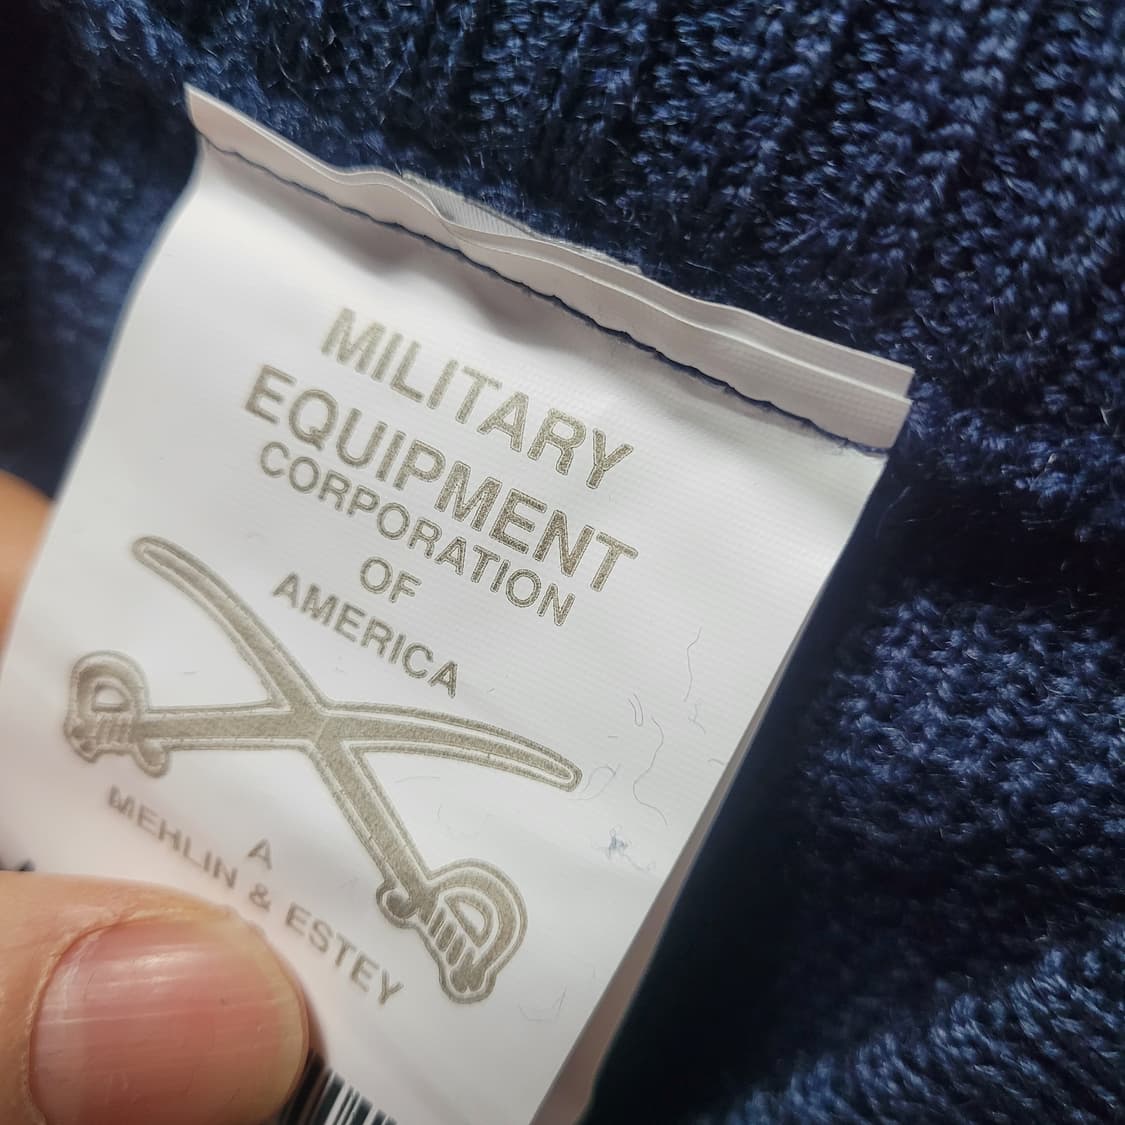 MILITARY
EQUIPMENT
CORPORATION
OF
AMERICA
A
MEHLIN & ESTEY